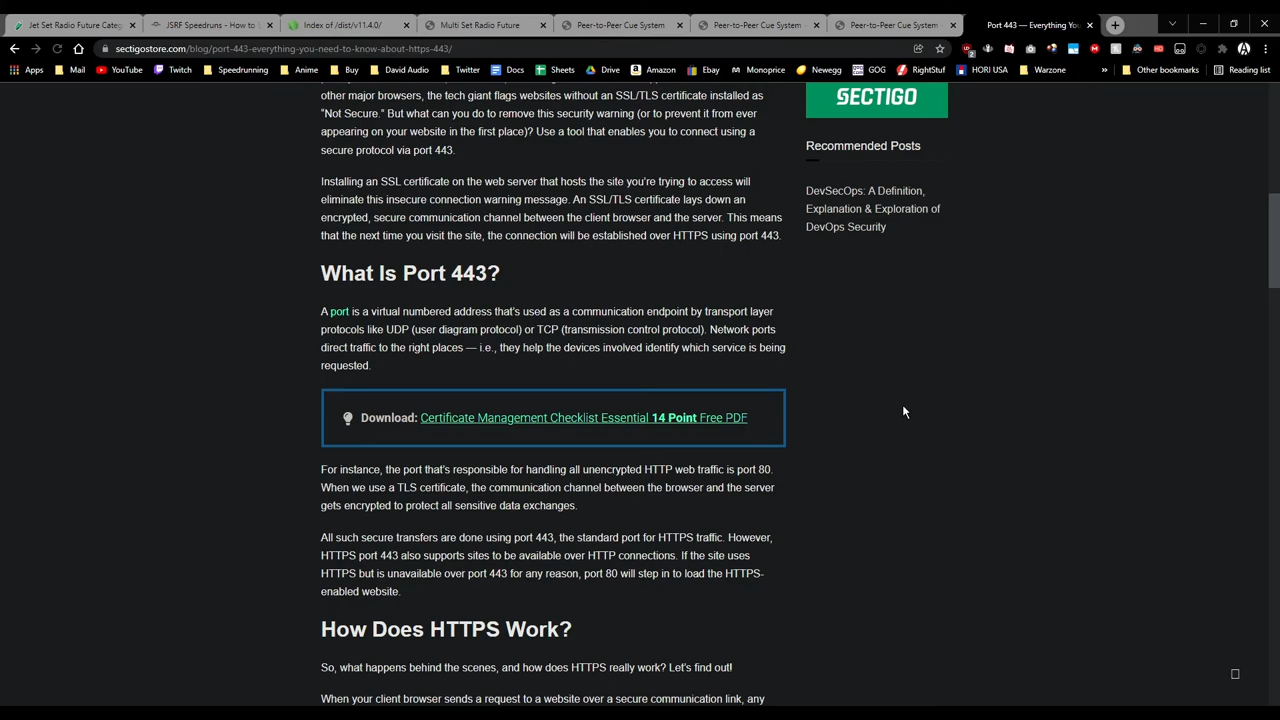 Jet Set Radio Future Categ
JSRF Speedruns - How to S
Index of /dist/v11.4.0/
Multi Set Radio Future
Peer-to-Peer Cue System
Peer-to-Peer Cue System
Peer-to-Peer Cue System
Port 443 — Everything You
sectigostore.com/blog/port-443-everything-you-need-to-know-about-https-443/
Apps Mail YouTube Twitch Speedrunning Anime Buy David Audio Twitter Docs Sheets Drive Amazon Ebay Monoprice Newegg GOG RightStuf HORI USA Warzone » Other bookmarks Reading list
other major browsers, the tech giant flags websites without an SSL/TLS certificate installed as
“Not Secure.” But what can you do to remove this security warning (or to prevent it from ever
appearing on your website in the first place)? Use a tool that enables you to connect using a
secure protocol via port 443.
Installing an SSL certificate on the web server that hosts the site you’re trying to access will
eliminate this insecure connection warning message. An SSL/TLS certificate lays down an
encrypted, secure communication channel between the client browser and the server. This means
that the next time you visit the site, the connection will be established over HTTPS using port 443.
What Is Port 443?
A port is a virtual numbered address that’s used as a communication endpoint by transport layer
protocols like UDP (user diagram protocol) or TCP (transmission control protocol). Network ports
direct traffic to the right places — i.e., they help the devices involved identify which service is being
requested.
Download: Certificate Management Checklist Essential 14 Point Free PDF
For instance, the port that’s responsible for handling all unencrypted HTTP web traffic is port 80.
When we use a TLS certificate, the communication channel between the browser and the server
gets encrypted to protect all sensitive data exchanges.
All such secure transfers are done using port 443, the standard port for HTTPS traffic. However,
HTTPS port 443 also supports sites to be available over HTTP connections. If the site uses
HTTPS but is unavailable over port 443 for any reason, port 80 will step in to load the HTTPS-
enabled website.
How Does HTTPS Work?
So, what happens behind the scenes, and how does HTTPS really work? Let’s find out!
When your client browser sends a request to a website over a secure communication link, any
SECTIGO
Recommended Posts
DevSecOps: A Definition,
Explanation & Exploration of
DevOps Security